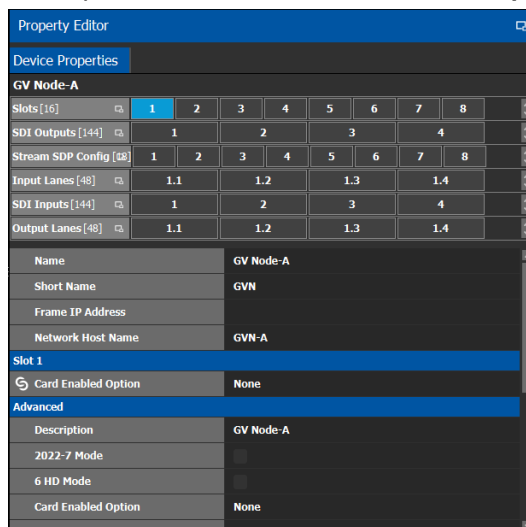 Property Editor
Device Properties
GV Node-A
Slots [16] 1 2 3 4 5 6 7 8
SDI Outputs [144] 1 2 3 4
Stream SDP Config [48] 1 2 3 4 5 6 7 8
Input Lanes [48] 1.1 1.2 1.3 1.4
SDI Inputs [144] 1 2 3 4
Output Lanes [48] 1.1 1.2 1.3 1.4
Name GV Node-A
Short Name GVN
Frame IP Address
Network Host Name GVN-A
Slot 1
Card Enabled Option None
Advanced
Description GV Node-A
2022-7 Mode
6 HD Mode
Card Enabled Option None